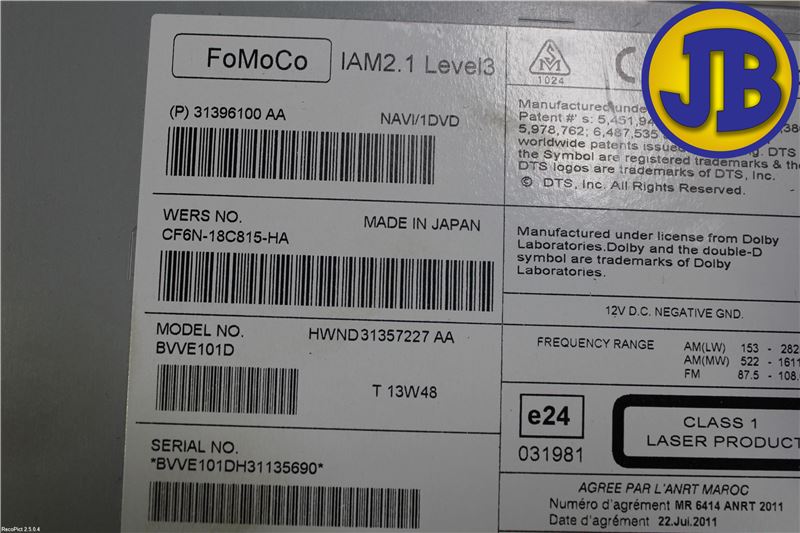 FoMoCo
IAM2.1 Level3
(P) 31396100 AA
NAVI/1DVD
WERS NO.
MADE IN JAPAN
CF6N-18C815-HA
MODEL NO.
HWND31357227 AA
BVVE101D
T 13W48
SERIAL NO.
*BVVE101DH31135690*
1024
Manufactured under
Patent #' s: 5,451,94
5,978,762; 6,487,535
worldwide patents issued DTS
the Symbol are registered trademarks & the
DTS logos are trademarks of DTS, Inc.
© DTS, Inc. All Rights Reserved.
Manufactured under license from Dolby
Laboratories.Dolby and the double-D
symbol are trademarks of Dolby
Laboratories.
12V D.C. NEGATIVE GND.
FREQUENCY RANGE
AM(LW) 153 - 282
AM(MW) 522 - 1611
FM 87.5 - 108.
e24
031981
CLASS 1
LASER PRODUCT
AGREE PAR L'ANRT MAROC
Numéro d'agrément MR 6414 ANRT 2011
Date d'agrément 22.Jui.2011
JB
RecoPict 2.5.0.4